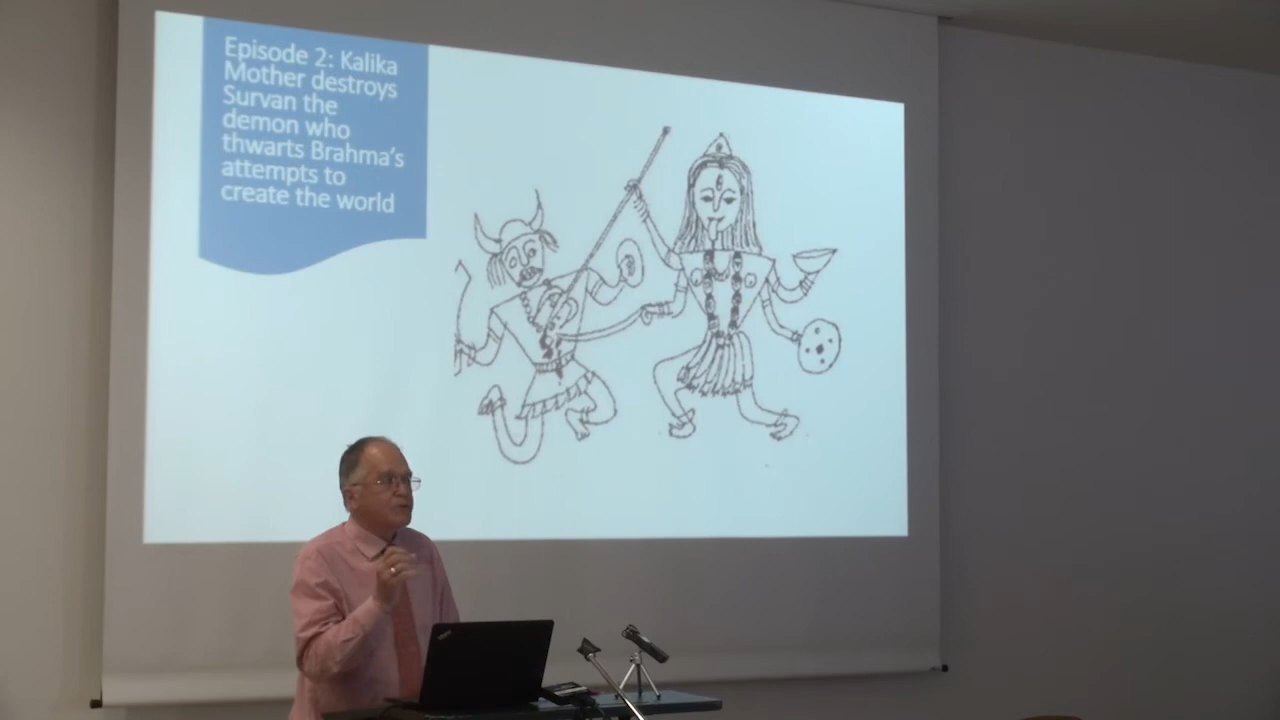 Episode 2: Kalika
Mother destroys
Survan the
demon who
thwarts Brahma's
attempts to
create the world